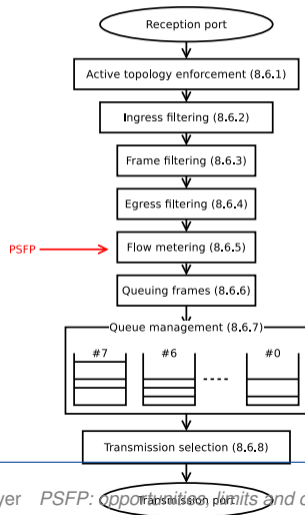 Reception port
Active topology enforcement (8.6.1)
Ingress filtering (8.6.2)
Frame filtering (8.6.3)
Egress filtering (8.6.4)
PSFP
Flow metering (8.6.5)
Queuing frames (8.6.6)
Queue management (8.6.7)
#7 #6 #0
Transmission selection (8.6.8)
Transmission port
yer PSFP: opportunities, limits and c